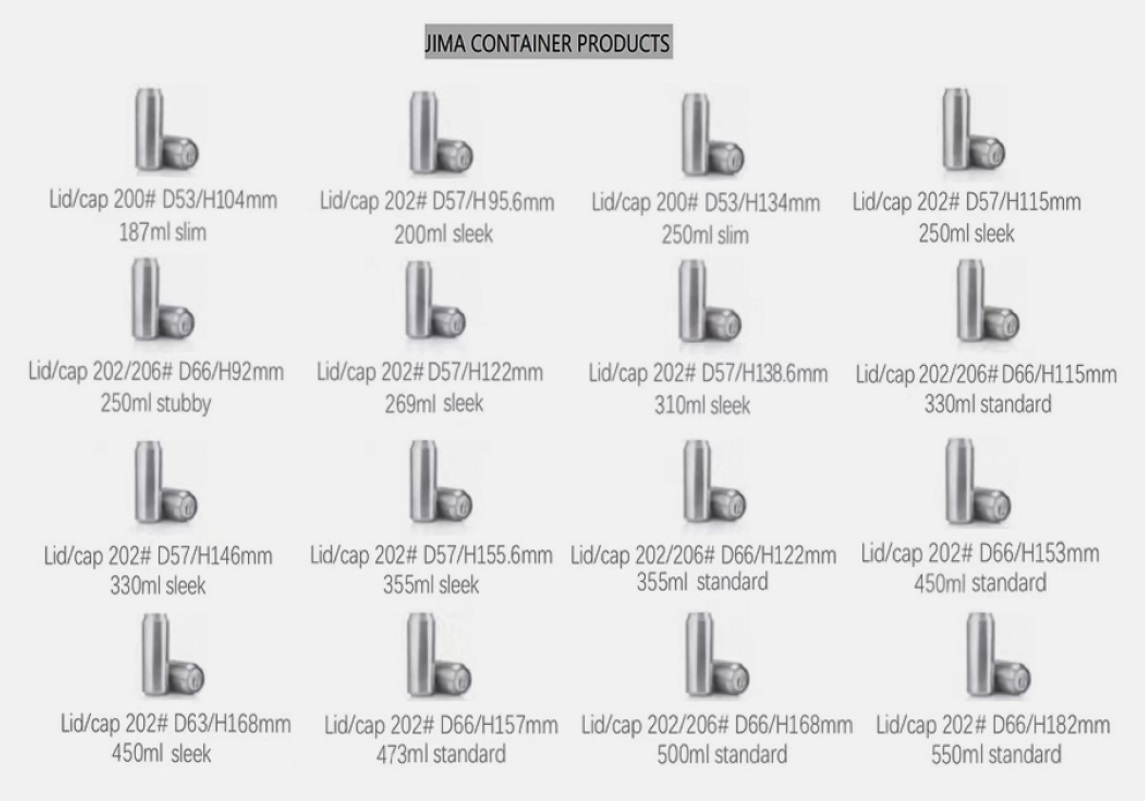 JIMA CONTAINER PRODUCTS
Lid/cap 200# D53/H104mm
187ml slim
Lid/cap 202# D57/H95.6mm
200ml sleek
Lid/cap 200# D53/H134mm
250ml slim
Lid/cap 202# D57/H115mm
250ml sleek
Lid/cap 202/206# D66/H92mm
250ml stubby
Lid/cap 202# D57/H122mm
269ml sleek
Lid/cap 202# D57/H138.6mm
310ml sleek
Lid/cap 202/206# D66/H115mm
330ml standard
Lid/cap 202# D57/H146mm
330ml sleek
Lid/cap 202# D57/H155.6mm
355ml sleek
Lid/cap 202/206# D66/H122mm
355ml standard
Lid/cap 202# D66/H153mm
450ml standard
Lid/cap 202# D63/H168mm
450ml sleek
Lid/cap 202# D66/H157mm
473ml standard
Lid/cap 202/206# D66/H168mm
500ml standard
Lid/cap 202# D66/H182mm
550ml standard